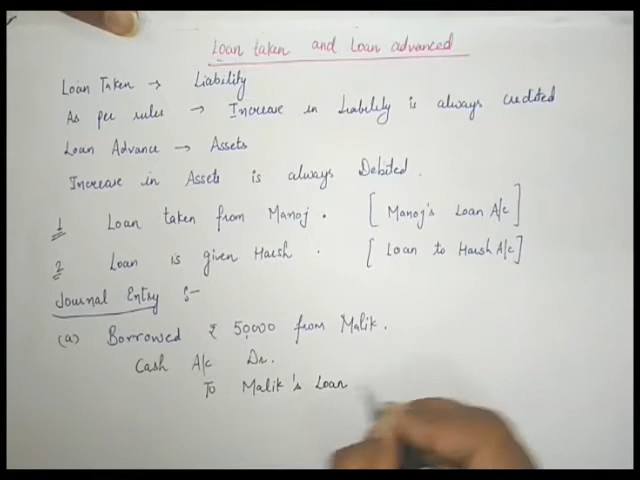 Loan taken and Loan advanced
Loan Taken → Liability
As per rules → Increase in Liability is always credited
Loan Advance → Assets
Increase in Assets is always Debited.
1 Loan taken from Manoj. [Manoj's Loan A/c]
2 Loan is given Harsh. [Loan to Harsh A/c]
Journal Entry :-
(a) Borrowed ₹ 50,000 from Malik.
Cash A/c Dr.
To Malik's Loan